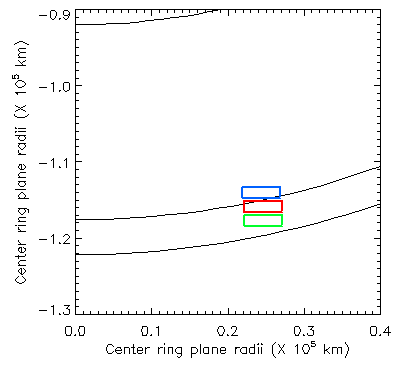 -0.9
-1.0
-1.1
-1.2
-1.3
Center ring plane radii (X 10⁵ km)
0.0 0.1 0.2 0.3 0.4
Center ring plane radii (X 10⁵ km)